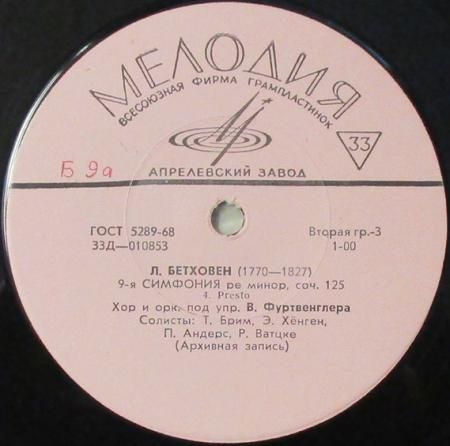 МЕЛОДИЯ
ВСЕСОЮЗНАЯ ФИРМА ГРАМПЛАСТИНОК
33
Б 9а
АПРЕЛЕВСКИЙ ЗАВОД
ГОСТ 5289-68
Вторая гр.-3
33Д—010853
1-00
Л. БЕТХОВЕН (1770—1827)
9-я СИМФОНИЯ ре минор, соч. 125
4. Presto
Хор и орк. под упр. В. Фуртвенглера
Солисты: Т. Брим, Э. Хёнген,
П. Андерс, Р. Ватцке
(Архивная запись)